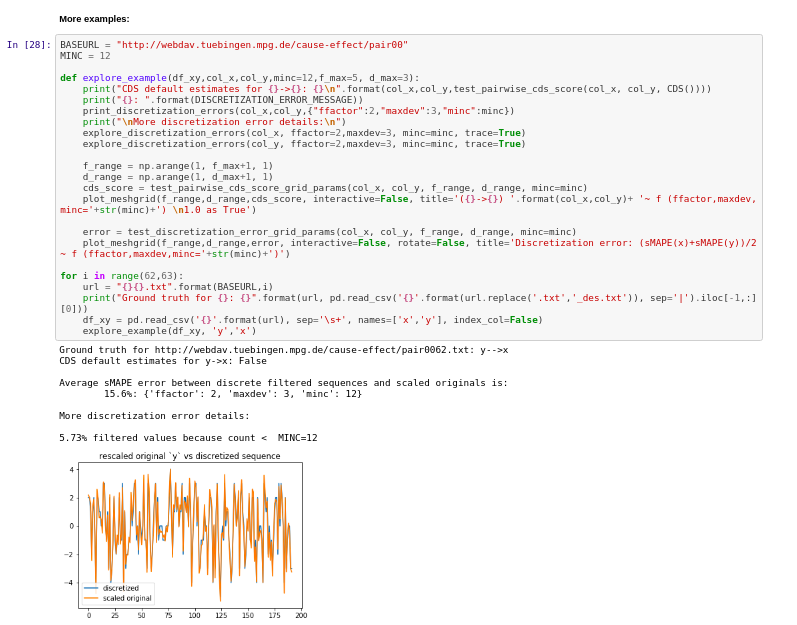 More examples:
In [28]:
BASEURL = "http://webdav.tuebingen.mpg.de/cause-effect/pair00"
MINC = 12
def explore_example(df_xy,col_x,col_y,minc=12,f_max=5, d_max=3):
    print("CDS default estimates for {}->{}: {}\n".format(col_x,col_y,test_pairwise_cds_score(col_x, col_y, CDS())))
    print("{}: ".format(DISCRETIZATION_ERROR_MESSAGE))
    print_discretization_errors(col_x,col_y,{"ffactor":2,"maxdev":3,"minc":minc})
    print("\nMore discretization error details:\n")
    explore_discretization_errors(col_x, ffactor=2,maxdev=3, minc=minc, trace=True)
    explore_discretization_errors(col_y, ffactor=2,maxdev=3, minc=minc, trace=True)
    f_range = np.arange(1, f_max+1, 1)
    d_range = np.arange(1, d_max+1, 1)
    cds_score = test_pairwise_cds_score_grid_params(col_x, col_y, f_range, d_range, minc=minc)
    plot_meshgrid(f_range,d_range,cds_score, interactive=False, title='({}->{}) '.format(col_x,col_y)+ '~ f (ffactor,maxdev,
minc='+str(minc)+') \n1.0 as True')
    error = test_discretization_error_grid_params(col_x, col_y, f_range, d_range, minc=minc)
    plot_meshgrid(f_range,d_range,error, interactive=False, rotate=False, title='Discretization error: (sMAPE(x)+sMAPE(y))/2
~ f (ffactor,maxdev,minc='+str(minc)+')')
for i in range(62,63):
    url = "{}{}.txt".format(BASEURL,i)
    print("Ground truth for {}: {}".format(url, pd.read_csv('{}'.format(url.replace('.txt','_des.txt')), sep='|').iloc[-1,:]
[0]))
    df_xy = pd.read_csv('{}'.format(url), sep='\s+', names=['x','y'], index_col=False)
    explore_example(df_xy, 'y','x')
Ground truth for http://webdav.tuebingen.mpg.de/cause-effect/pair0062.txt: y-->x
CDS default estimates for y->x: False
Average sMAPE error between discrete filtered sequences and scaled originals is:
        15.6%: {'ffactor': 2, 'maxdev': 3, 'minc': 12}
More discretization error details:
5.73% filtered values because count <  MINC=12
rescaled original `y` vs discretized sequence
4
2
0
−2
−4
discretized
scaled original
0 25 50 75 100 125 150 175 200